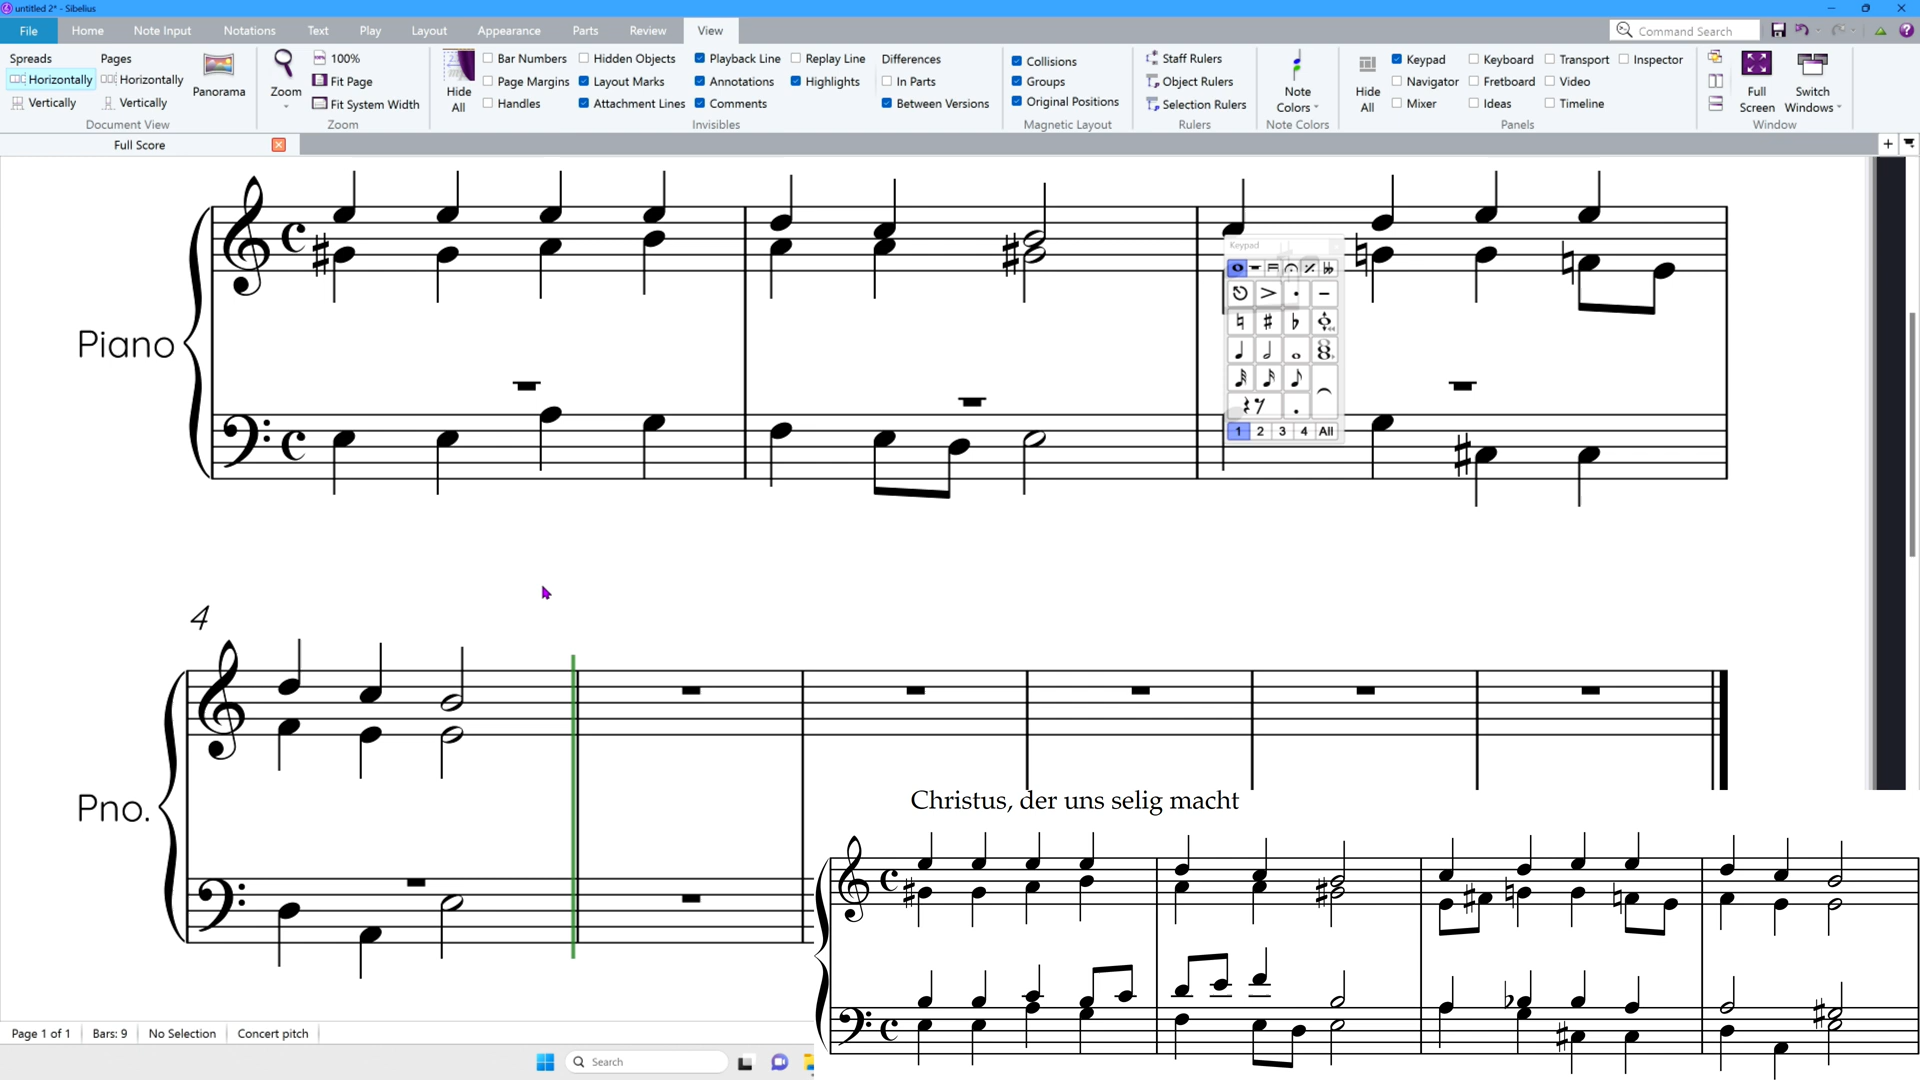 untitled 2* - Sibelius
File Home Note Input Notations Text Play Layout Appearance Parts Review View Command Search
Spreads Pages 100% Bar Numbers Hidden Objects Playback Line Replay Line Differences Collisions Staff Rulers Keypad Keyboard Transport Inspector
Horizontally Horizontally Panorama Zoom Fit Page Hide All Page Margins Layout Marks Annotations Highlights In Parts Groups Object Rulers Note Colors Hide All Navigator Fretboard Video Full Screen Switch Windows
Vertically Vertically Fit System Width Handles Attachment Lines Comments Between Versions Original Positions Selection Rulers Mixer Ideas Timeline
Document View Zoom Invisibles Magnetic Layout Rulers Note Colors Panels Window
Full Score
Keypad
Piano
1 2 3 4 All
4
Pno.
Christus, der uns selig macht
Page 1 of 1 Bars: 9 No Selection Concert pitch
Search